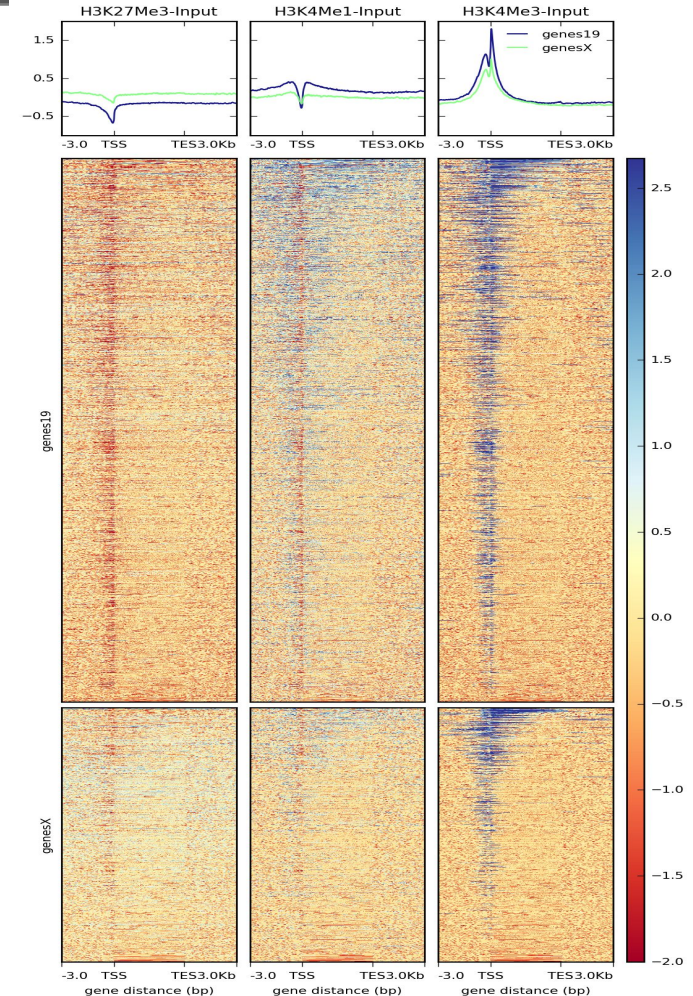 H3K27Me3-Input H3K4Me1-Input H3K4Me3-Input
genes19
genesX
1.5
0.5
−0.5
-3.0 TSS TES3.0Kb -3.0 TSS TES3.0Kb -3.0 TSS TES3.0Kb
genes19
genesX
2.5
2.0
1.5
1.0
0.5
0.0
−0.5
−1.0
−1.5
−2.0
-3.0 TSS TES3.0Kb -3.0 TSS TES3.0Kb -3.0 TSS TES3.0Kb
gene distance (bp) gene distance (bp) gene distance (bp)